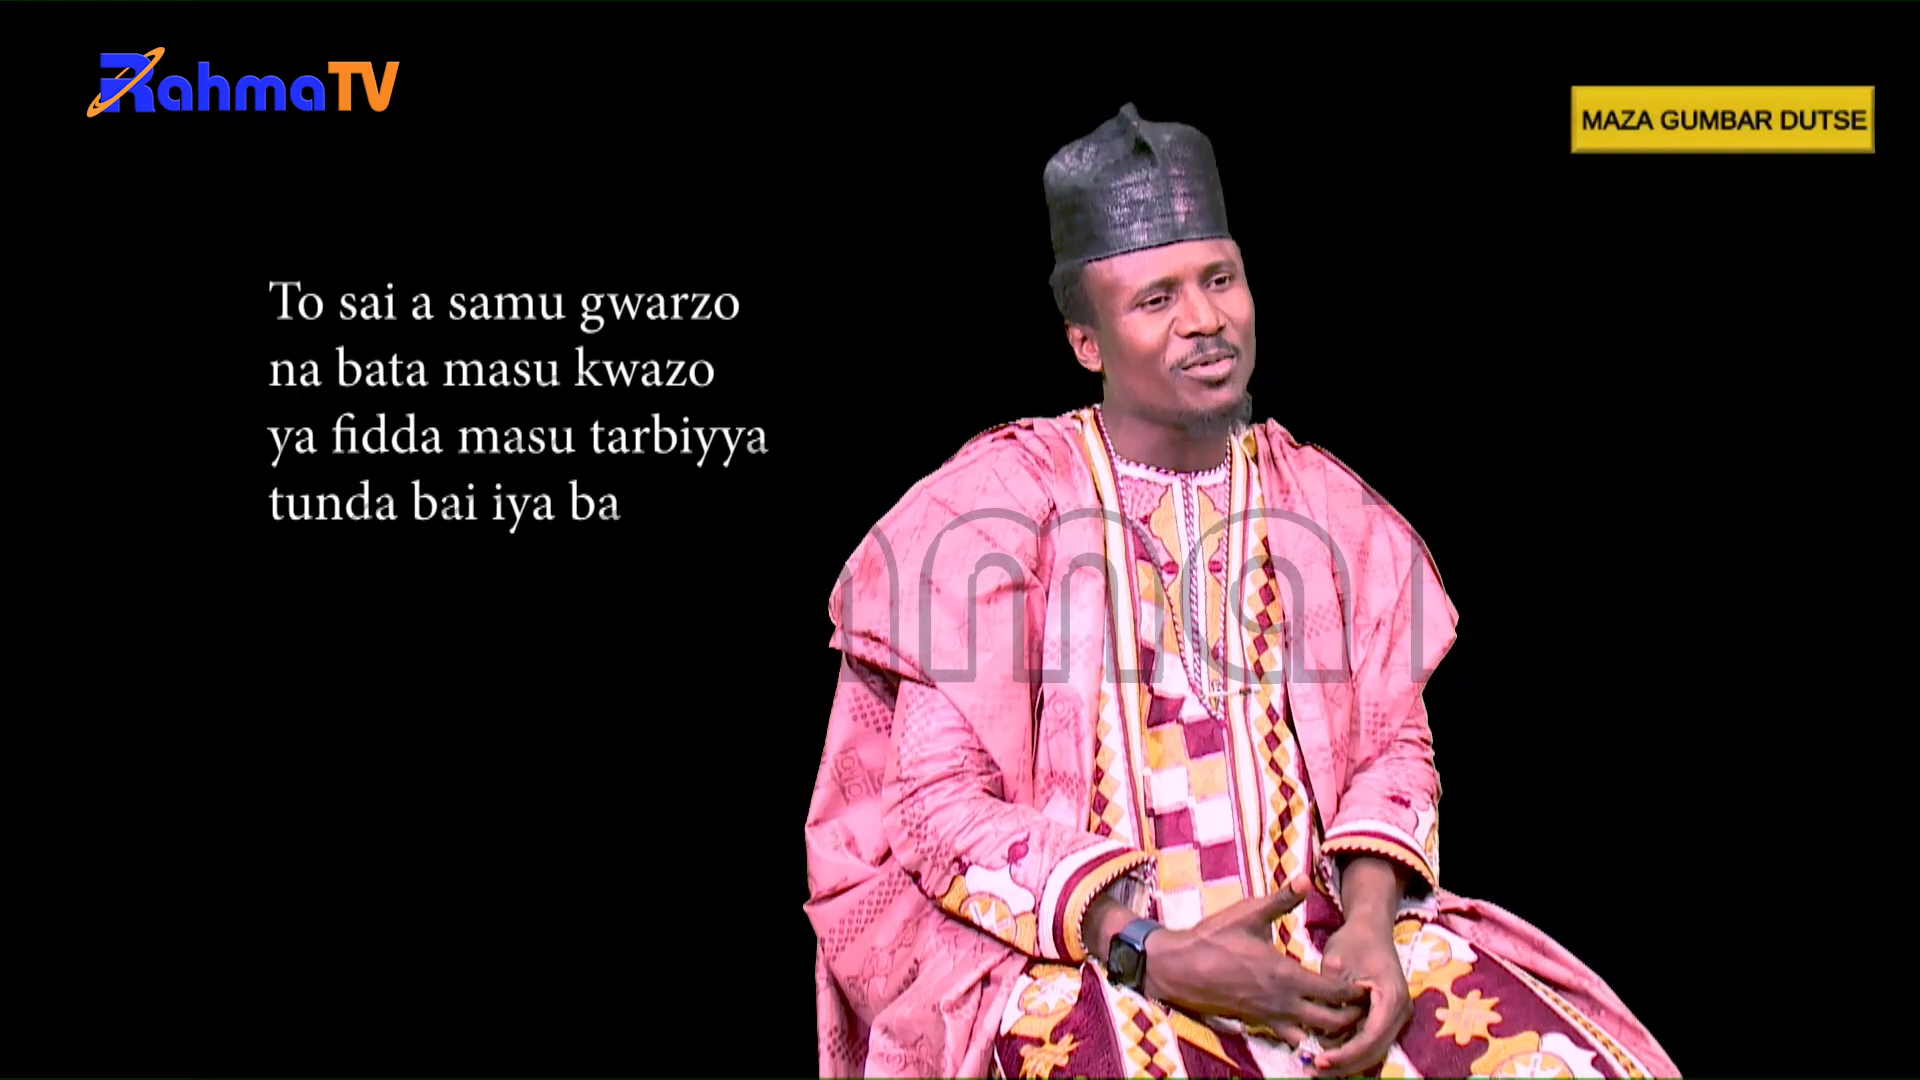 RahmaTV
MAZA GUMBAR DUTSE
To sai a samu gwarzo
na bata masu kwazo
ya fidda masu tarbiyya
tunda bai iya ba